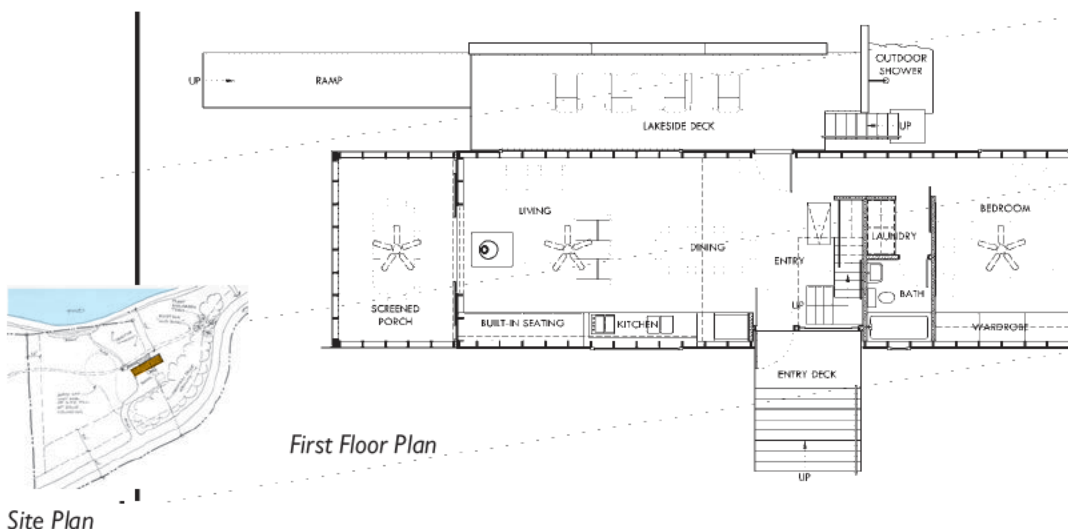 OUTDOOR
SHOWER
UP
RAMP
LAKESIDE DECK
UP
LIVING
BEDROOM
LAUNDRY
DINING
ENTRY
BATH
SCREENED
PORCH
UP
BUILT-IN SEATING
KITCHEN
WARDROBE
ENTRY DECK
First Floor Plan
UP
Site Plan